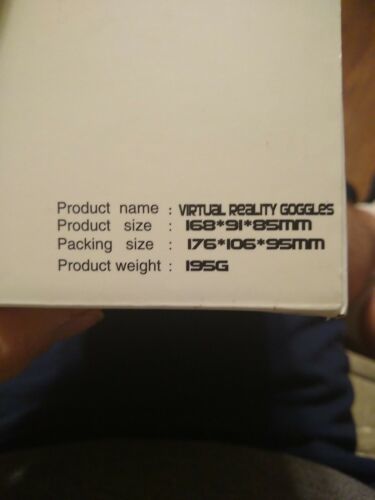 Product name : VIRTUAL REALITY GOGGLES
Product size : 168*91*85MM
Packing size : 176*106*95MM
Product weight : 195G